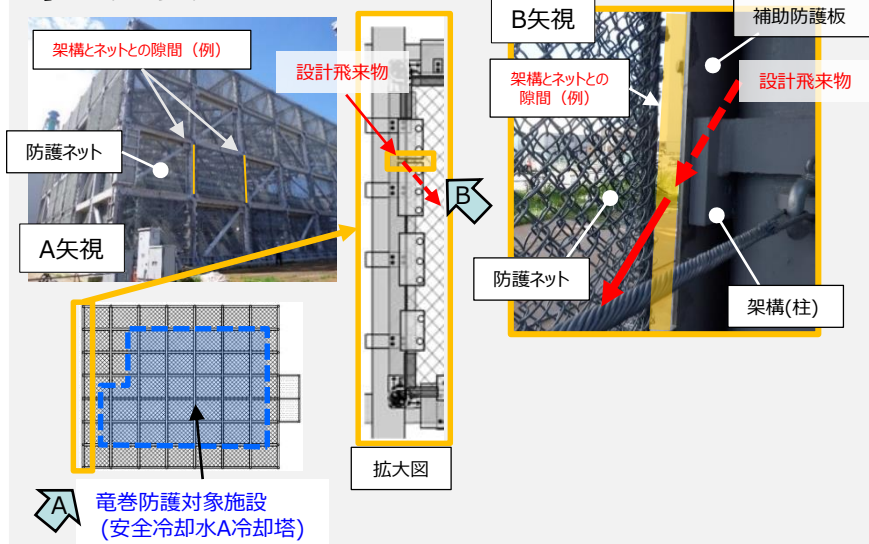 架構とネットとの隙間（例）
防護ネット
A矢視
設計飛来物
B
拡大図
B矢視
補助防護板
架構とネットとの
隙間（例）
設計飛来物
防護ネット
架構(柱)
A
竜巻防護対象施設
(安全冷却水A冷却塔)